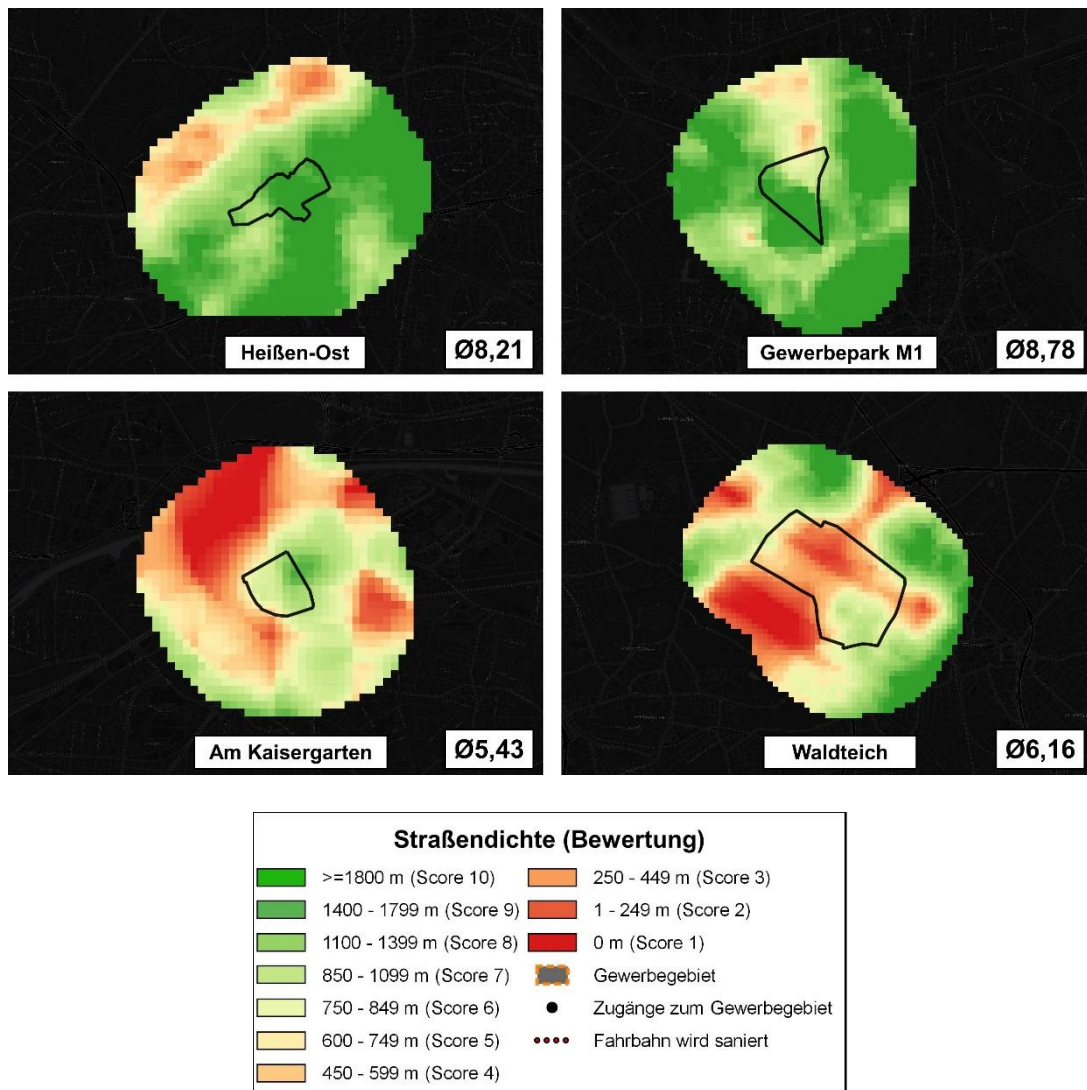 Heißen-Ost
Ø8,21
Gewerbepark M1
Ø8,78
Am Kaisergarten
Ø5,43
Waldteich
Ø6,16
Straßendichte (Bewertung)
>=1800 m (Score 10)
1400 - 1799 m (Score 9)
1100 - 1399 m (Score 8)
850 - 1099 m (Score 7)
750 - 849 m (Score 6)
600 - 749 m (Score 5)
450 - 599 m (Score 4)
250 - 449 m (Score 3)
1 - 249 m (Score 2)
0 m (Score 1)
Gewerbegebiet
Zugänge zum Gewerbegebiet
Fahrbahn wird saniert